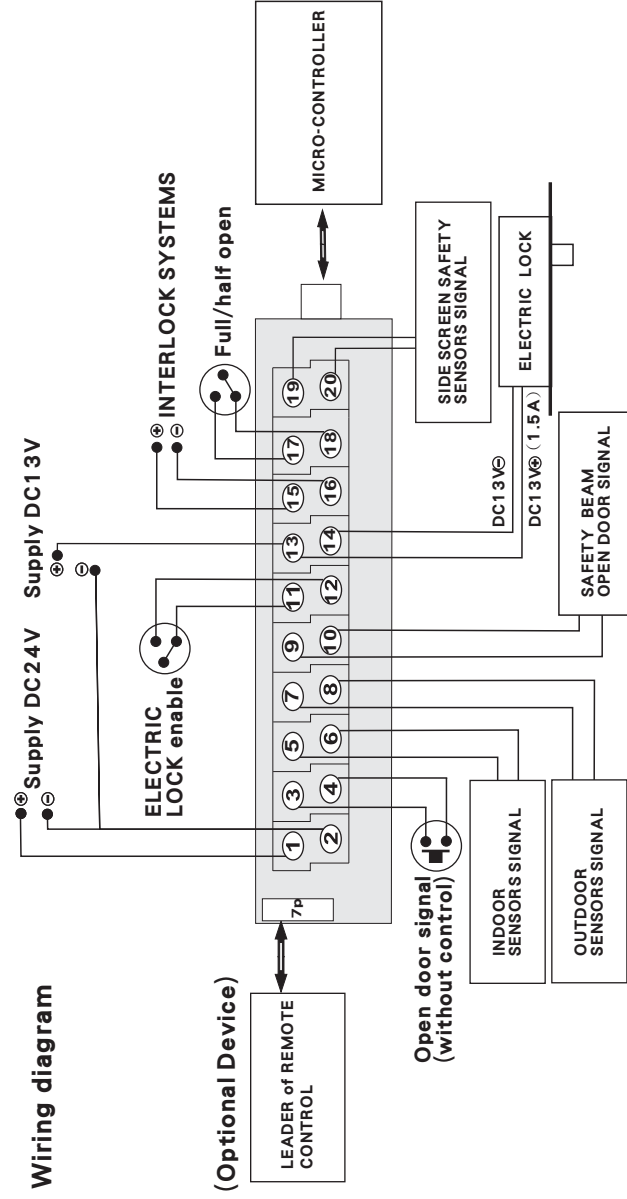 Wiring diagram
Supply DC24V
⊕
⊖
Supply DC13V
⊕
⊖
ELECTRIC
LOCK enable
⊕ INTERLOCK SYSTEMS
⊖
Full/half open
(Optional Device)
LEADER of REMOTE
CONTROL
7p
1
3
5
7
9
11
13
15
17
19
2
4
6
8
10
12
14
16
18
20
MICRO-CONTROLLER
Open door signal
(without control)
INDOOR
SENSORS SIGNAL
OUTDOOR
SENSORS SIGNAL
SAFETY BEAM
OPEN DOOR SIGNAL
DC13V⊖
DC13V⊕ (1.5A)
ELECTRIC LOCK
SIDE SCREEN SAFETY
SENSORS SIGNAL